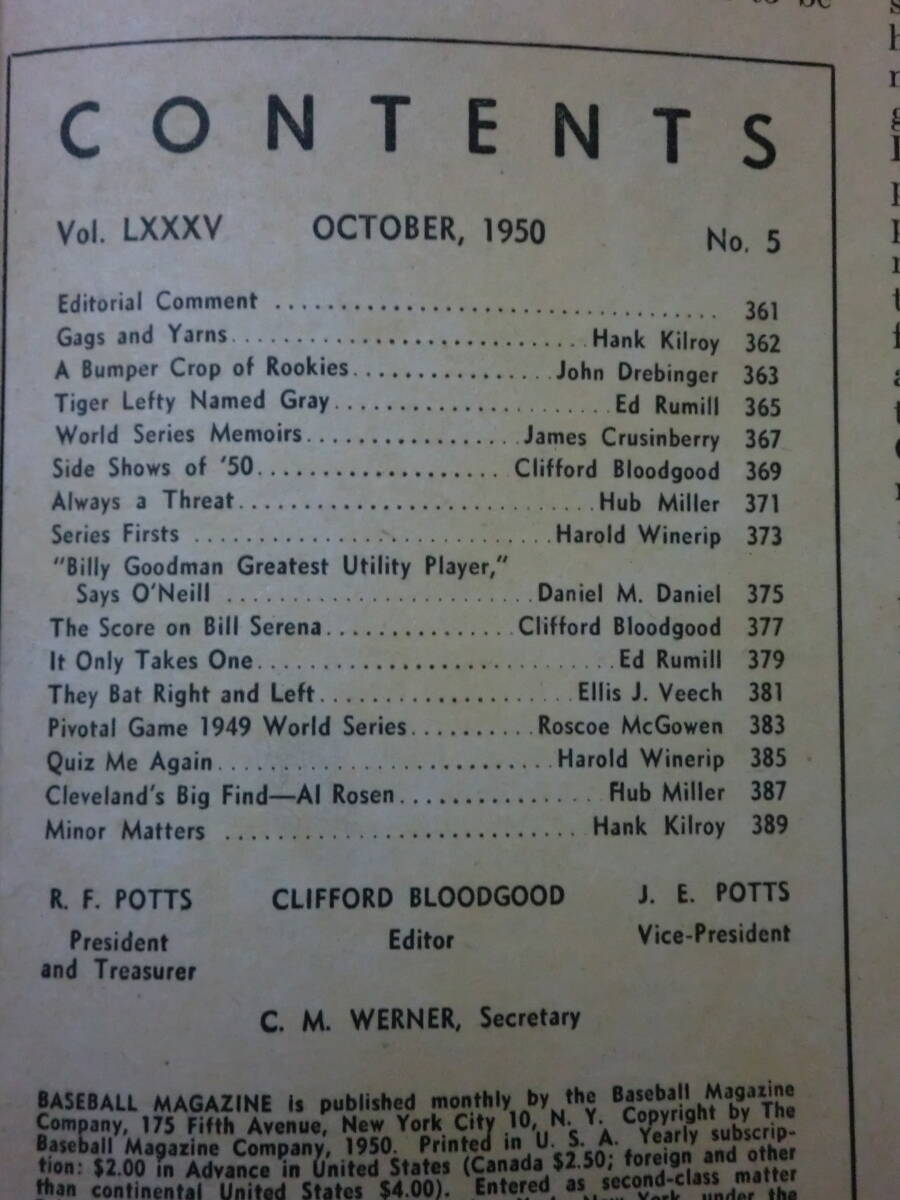 to be
CONTENTS
Vol. LXXXV OCTOBER, 1950 No. 5
Editorial Comment ........................................ 361
Gags and Yarns............................Hank Kilroy 362
A Bumper Crop of Rookies................John Drebinger 363
Tiger Lefty Named Gray......................Ed Rumill 365
World Series Memoirs.................James Crusinberry 367
Side Shows of '50...................Clifford Bloodgood 369
Always a Threat............................Hub Miller 371
Series Firsts ...........................Harold Winerip 373
"Billy Goodman Greatest Utility Player,"
Says O'Neill .......................Daniel M. Daniel 375
The Score on Bill Serena.............Clifford Bloodgood 377
It Only Takes One...........................Ed Rumill 379
They Bat Right and Left..................Ellis J. Veech 381
Pivotal Game 1949 World Series..........Roscoe McGowen 383
Quiz Me Again..........................Harold Winerip 385
Cleveland's Big Find—Al Rosen..............Hub Miller 387
Minor Matters ...........................Hank Kilroy 389
R. F. POTTS CLIFFORD BLOODGOOD J. E. POTTS
President Editor Vice-President
and Treasurer
C. M. WERNER, Secretary
BASEBALL MAGAZINE is published monthly by the Baseball Magazine
Company, 175 Fifth Avenue, New York City 10, N. Y. Copyright by The
Baseball Magazine Company, 1950. Printed in U. S. A. Yearly subscrip-
tion: $2.00 in Advance in United States (Canada $2.50; foreign and other
than continental United States $4.00). Entered as second-class matter
New York, under the